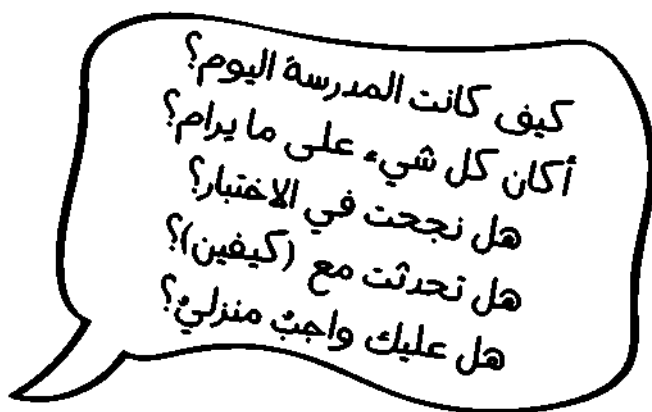 كيف كانت المدرسة اليوم؟
أكان كل شيء على ما يرام؟
هل نجحت في الاختبار؟
هل تحدثت مع (كيفين)؟
هل عليك واجبٌ منزليٌ؟